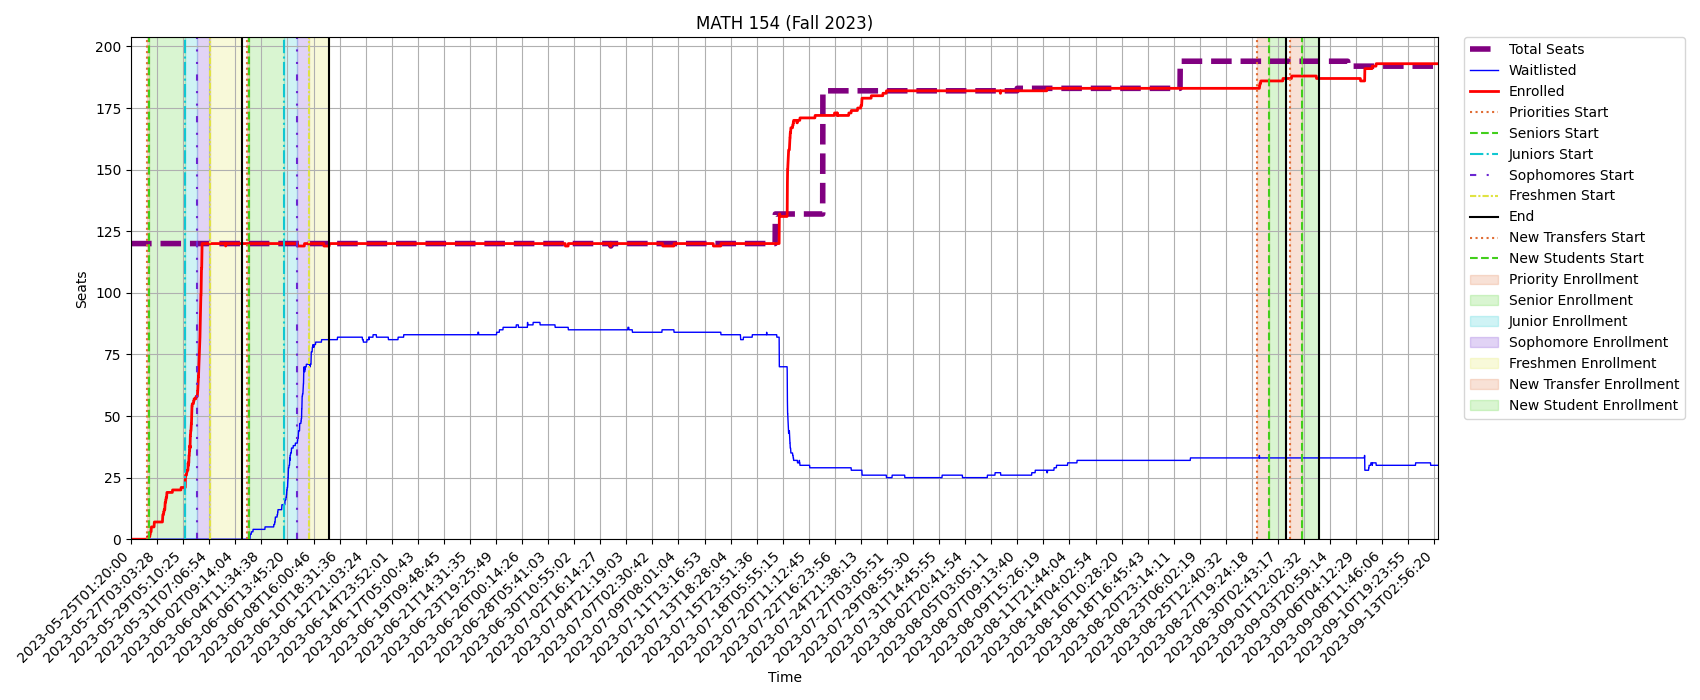 MATH 154 (Fall 2023)
Seats
200
175
150
125
100
75
50
25
0
2023-05-25T01:20:00
2023-05-27T03:03:28
2023-05-29T05:10:25
2023-05-31T07:06:54
2023-06-02T09:14:04
2023-06-04T11:34:38
2023-06-06T13:45:20
2023-06-08T16:00:46
2023-06-10T18:31:36
2023-06-12T21:03:24
2023-06-14T23:52:01
2023-06-17T05:00:43
2023-06-19T09:48:45
2023-06-21T14:31:35
2023-06-23T19:25:49
2023-06-26T00:14:26
2023-06-28T05:41:03
2023-06-30T10:55:02
2023-07-02T16:14:27
2023-07-04T21:19:03
2023-07-07T02:30:42
2023-07-09T08:01:04
2023-07-11T13:16:53
2023-07-13T18:28:04
2023-07-15T23:51:36
2023-07-18T05:55:15
2023-07-20T11:12:45
2023-07-22T16:23:56
2023-07-24T21:38:13
2023-07-27T03:05:51
2023-07-29T08:55:30
2023-07-31T14:45:55
2023-08-02T20:41:54
2023-08-05T03:05:11
2023-08-07T09:13:40
2023-08-09T15:26:19
2023-08-11T21:44:04
2023-08-14T04:02:54
2023-08-16T10:28:20
2023-08-18T16:45:43
2023-08-20T23:14:11
2023-08-23T06:02:19
2023-08-25T12:40:32
2023-08-27T19:24:18
2023-08-30T02:43:17
2023-09-01T12:02:32
2023-09-03T20:59:14
2023-09-06T04:12:29
2023-09-08T11:46:06
2023-09-10T19:23:55
2023-09-13T02:56:20
Time
Total Seats
Waitlisted
Enrolled
Priorities Start
Seniors Start
Juniors Start
Sophomores Start
Freshmen Start
End
New Transfers Start
New Students Start
Priority Enrollment
Senior Enrollment
Junior Enrollment
Sophomore Enrollment
Freshmen Enrollment
New Transfer Enrollment
New Student Enrollment